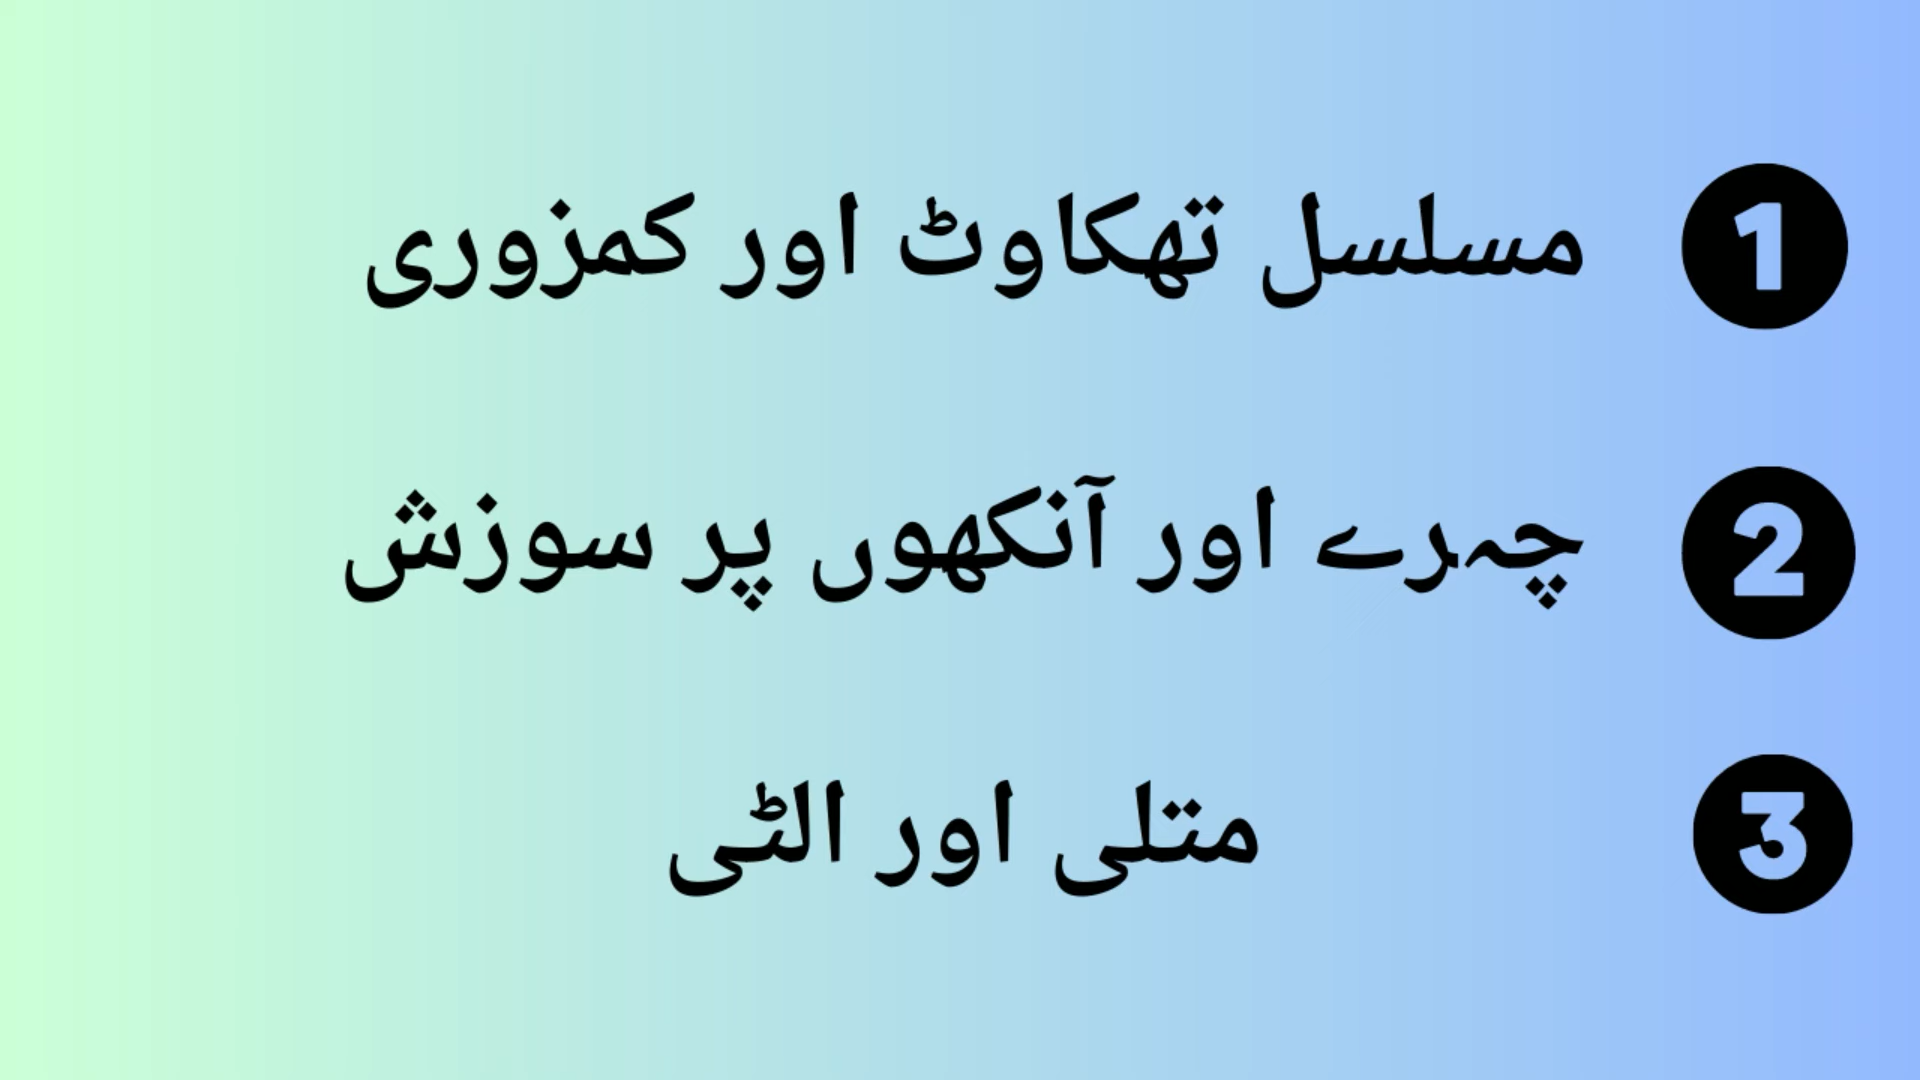 1 مسلسل تھکاوٹ اور کمزوری
2 چہرے اور آنکھوں پر سوزش
3 متلی اور الٹی